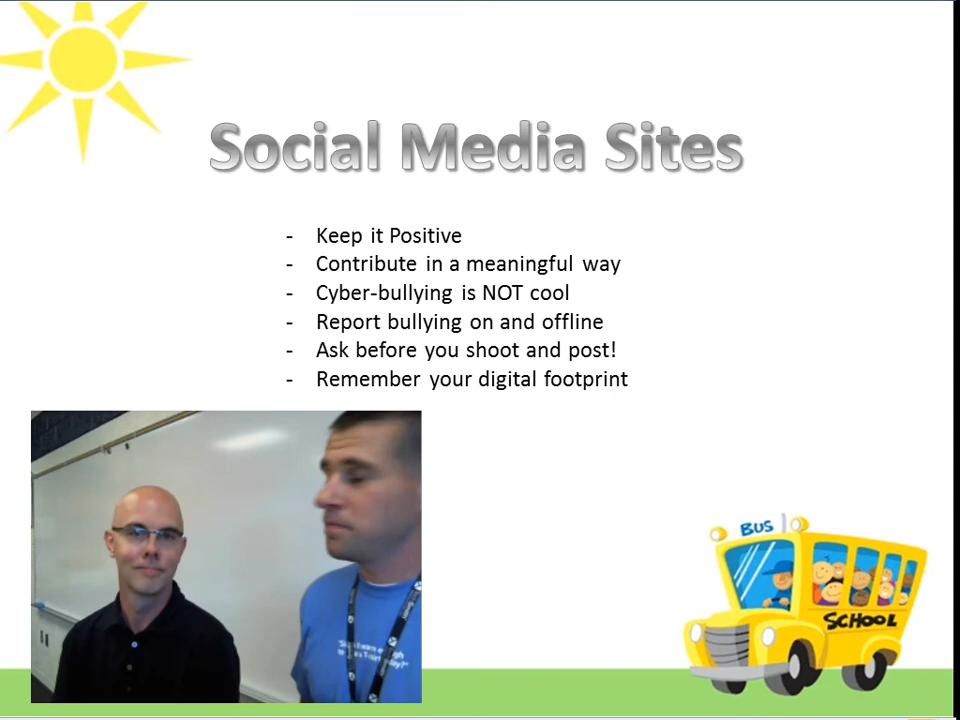 Social Media Sites
- Keep it Positive
- Contribute in a meaningful way
- Cyber-bullying is NOT cool
- Report bullying on and offline
- Ask before you shoot and post!
- Remember your digital footprint
BUS
SCHOOL